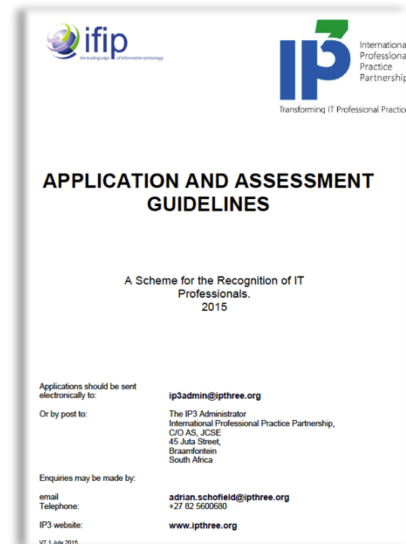 ifip
the leading edge of information technology
IP3
International
Professional
Practice
Partnership
Transforming IT Professional Practice
APPLICATION AND ASSESSMENT
GUIDELINES
A Scheme for the Recognition of IT
Professionals.
2015
Applications should be sent
electronically to: ip3admin@ipthree.org
Or by post to: The IP3 Administrator
International Professional Practice Partnership,
C/O AS, JCSE
45 Juta Street,
Braamfontein
South Africa
Enquiries may be made by:
email adrian.schofield@ipthree.org
Telephone: +27 82 5600680
IP3 website: www.ipthree.org
V7.1 July 2015